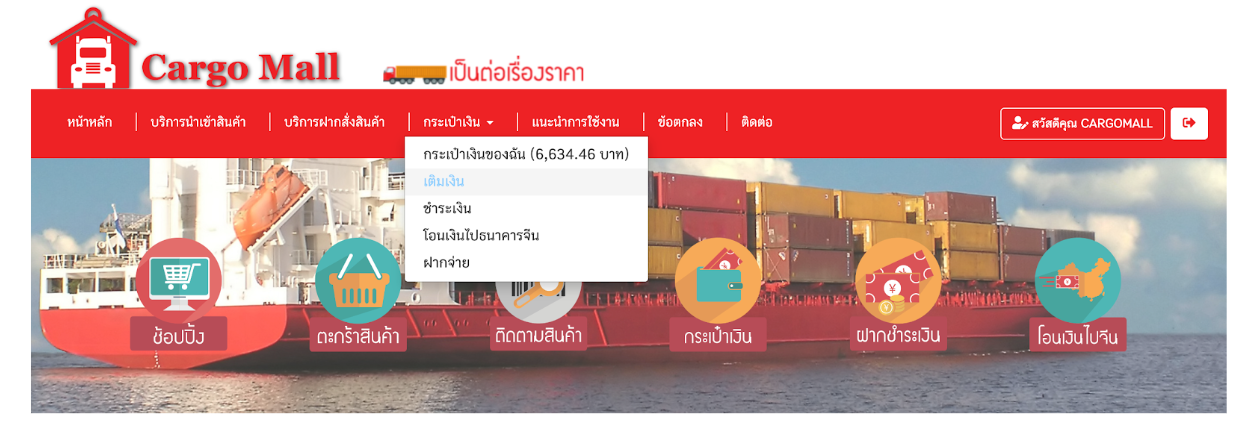 Cargo Mall
เป็นต่อเรื่องราคา
หน้าหลัก
บริการนำเข้าสินค้า
บริการฝากสั่งสินค้า
กระเป๋าเงิน
แนะนำการใช้งาน
ข้อตกลง
ติดต่อ
สวัสดีคุณ CARGOMALL
กระเป๋าเงินของฉัน (6,634.46 บาท)
เติมเงิน
ชำระเงิน
โอนเงินไปธนาคารจีน
ฝากจ่าย
ช้อปปิ้ง
ตะกร้าสินค้า
ติดตามสินค้า
กระเป๋าเงิน
ฝากชำระเงิน
โอนเงินไปจีน